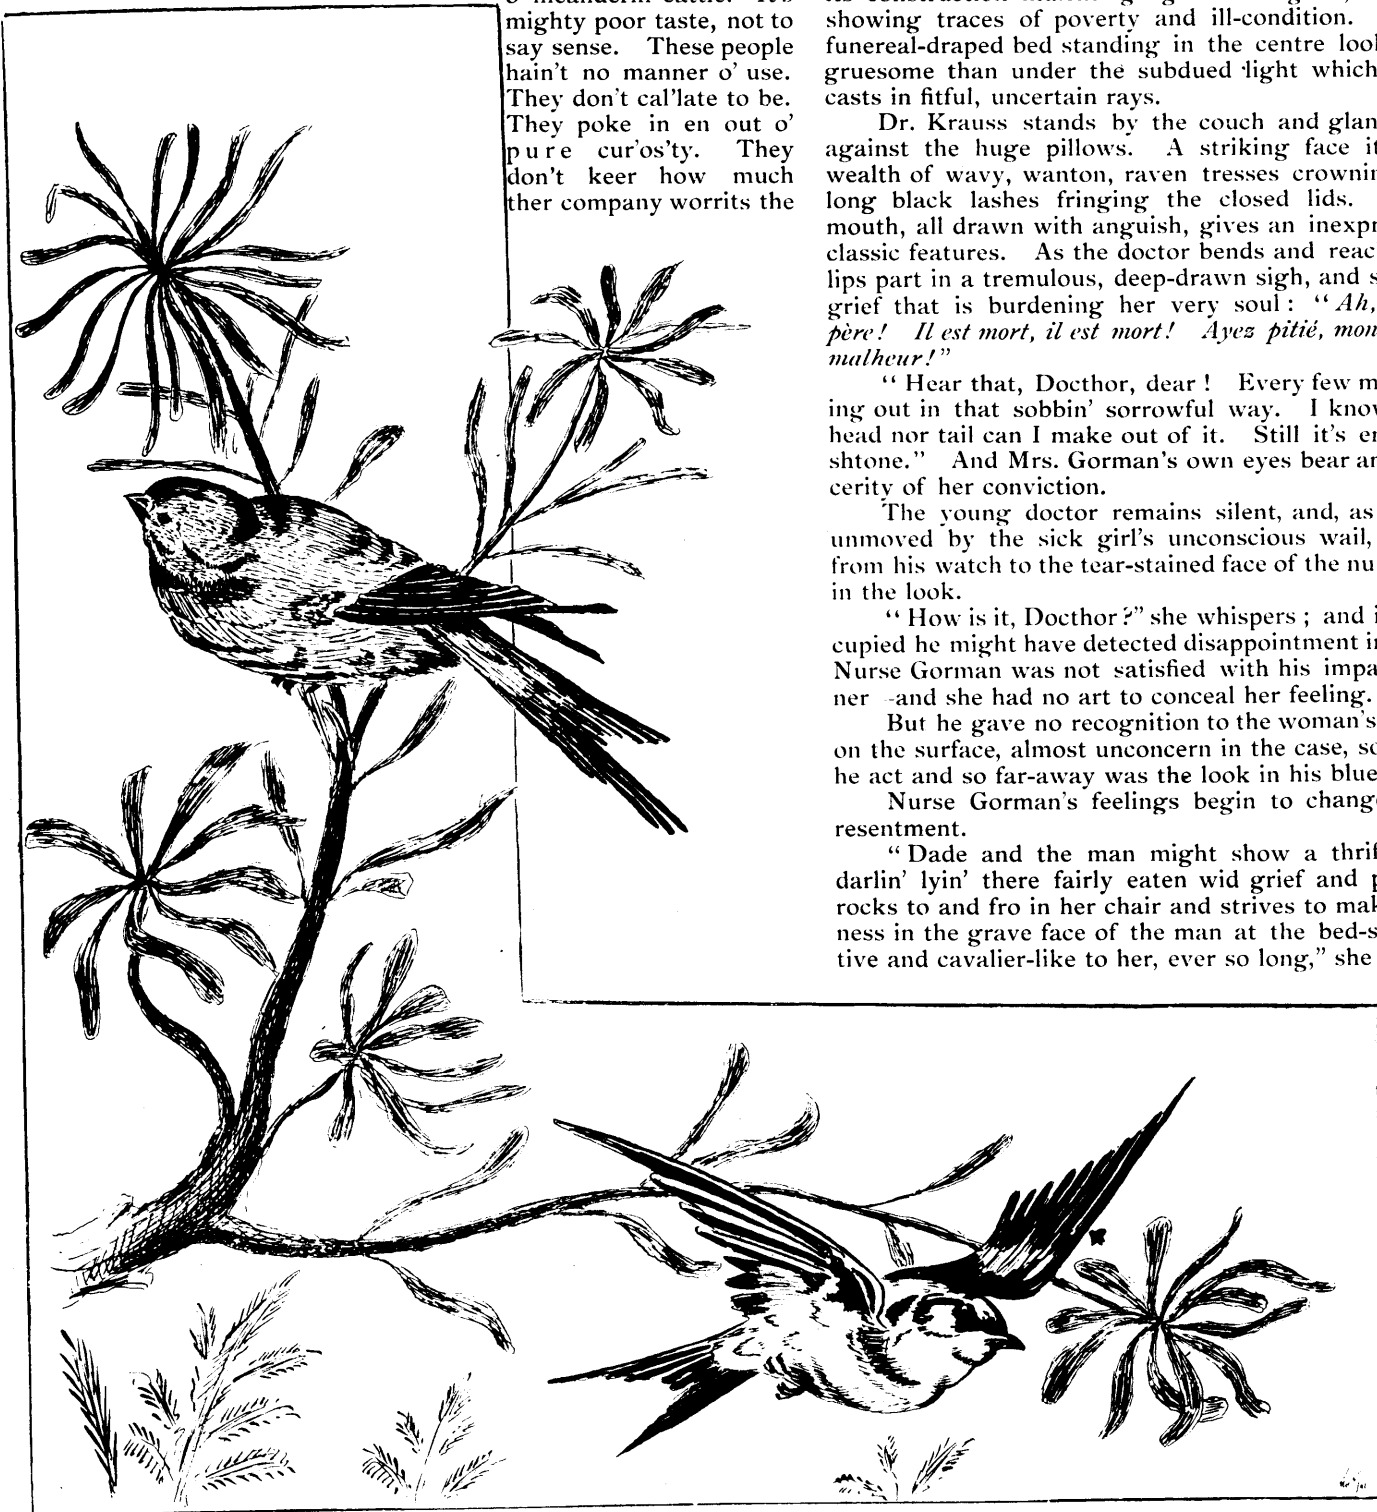 mighty poor taste, not to
say sense. These people
hain't no manner o' use.
They don't cal'late to be.
They poke in en out o'
pure cur'os'ty. They
don't keer how much
ther company worrits the
showing traces of poverty and ill-condition.
funereal-draped bed standing in the centre
gruesome than under the subdued light which
casts in fitful, uncertain rays.
Dr. Krauss stands by the couch and
against the huge pillows. A striking face
wealth of wavy, wanton, raven tresses
long black lashes fringing the closed lids.
mouth, all drawn with anguish, gives an
classic features. As the doctor bends and
lips part in a tremulous, deep-drawn sigh, and
grief that is burdening her very soul: "Ah,
père! Il est mort, il est mort! Ayez pitié, mon
malheur!"
"Hear that, Docthor, dear! Every few
ing out in that sobbin' sorrowful way. I
head nor tail can I make out of it. Still it's
shtone." And Mrs. Gorman's own eyes bear
cerity of her conviction.
The young doctor remains silent, and, as
unmoved by the sick girl's unconscious wail,
from his watch to the tear-stained face of the
in the look.
"How is it, Docthor?" she whispers; and
cupied he might have detected disappointment
Nurse Gorman was not satisfied with his
ner -and she had no art to conceal her feeling.
But he gave no recognition to the woman's
on the surface, almost unconcern in the case,
he act and so far-away was the look in his blue
Nurse Gorman's feelings begin to
resentment.
"Dade and the man might show a
darlin' lyin' there fairly eaten wid grief and
rocks to and fro in her chair and strives to
ness in the grave face of the man at the
tive and cavalier-like to her, ever so long," she